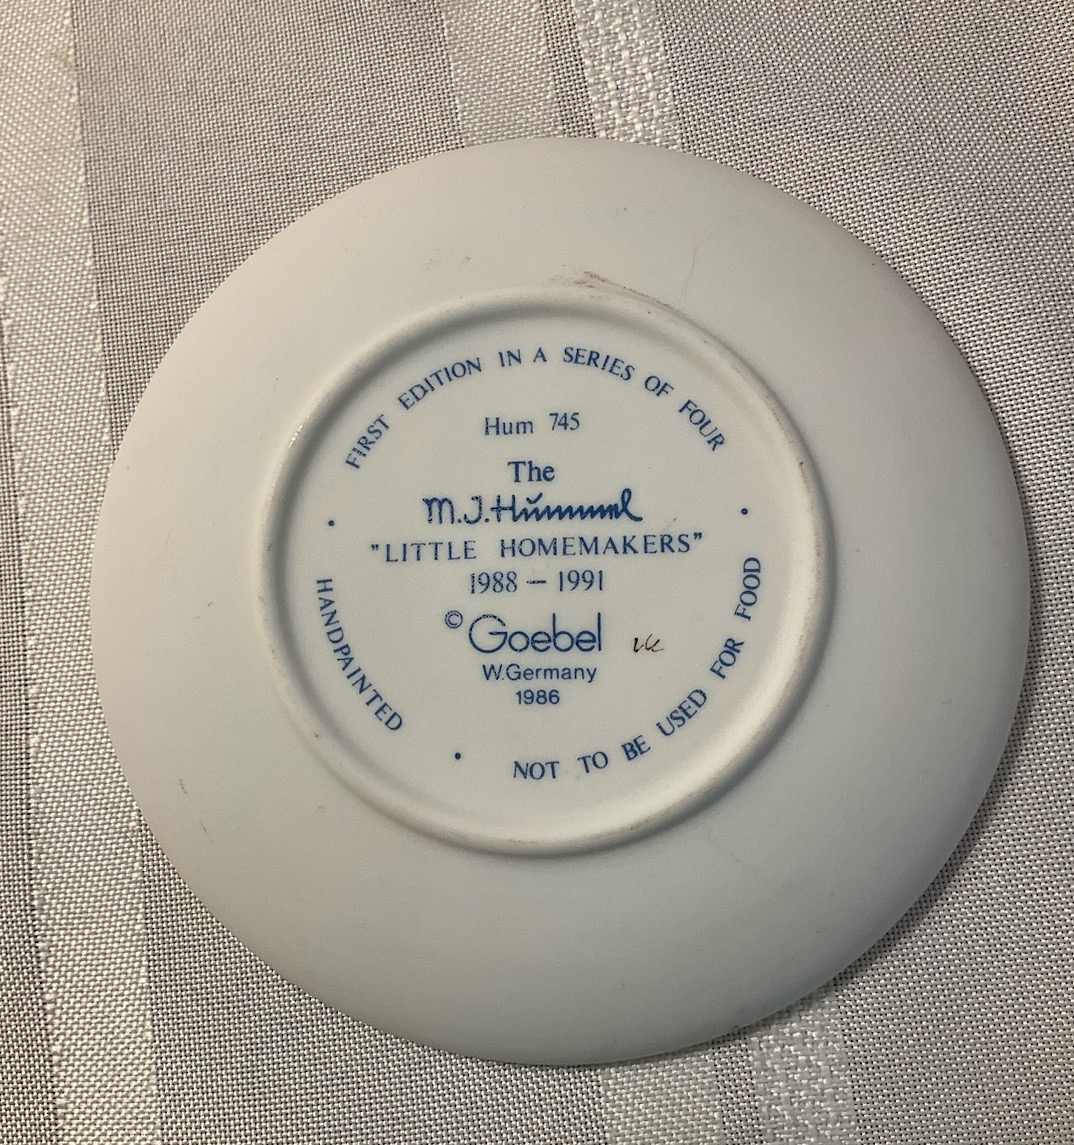 FIRST EDITION IN A SERIES OF FOUR
Hum 745
The
M.J.Hummel
"LITTLE HOMEMAKERS"
1988 — 1991
© Goebel
W.Germany
1986
HANDPAINTED
NOT TO BE USED FOR FOOD